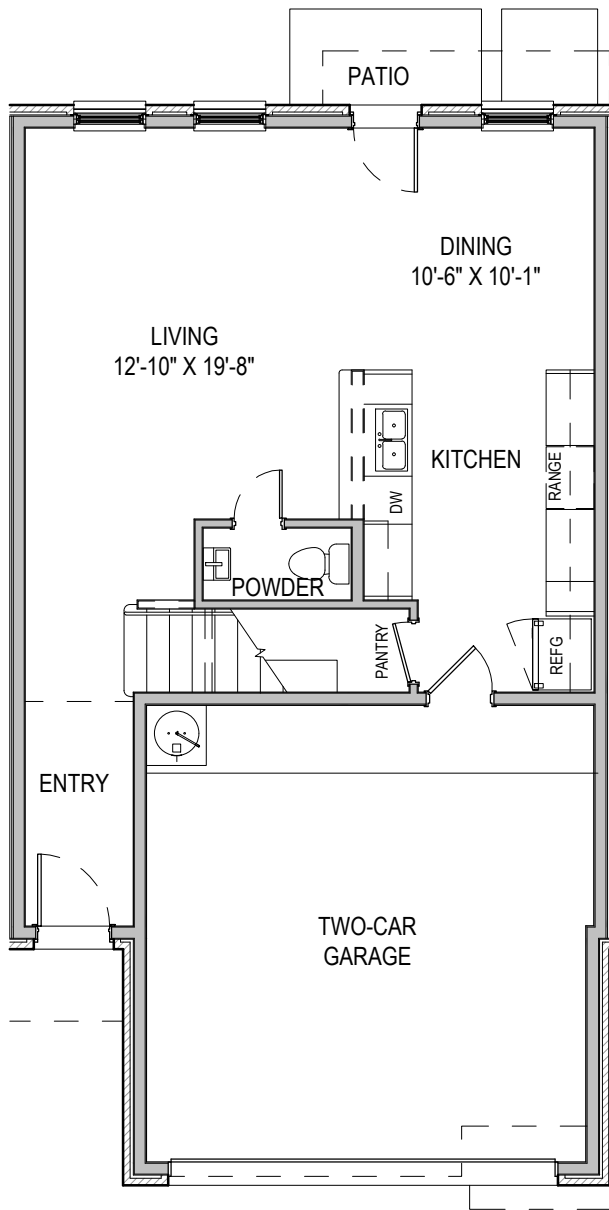 PATIO
DINING
10'-6" X 10'-1"
LIVING
12'-10" X 19'-8"
KITCHEN
RANGE
DW
POWDER
PANTRY
REFG
ENTRY
TWO-CAR
GARAGE